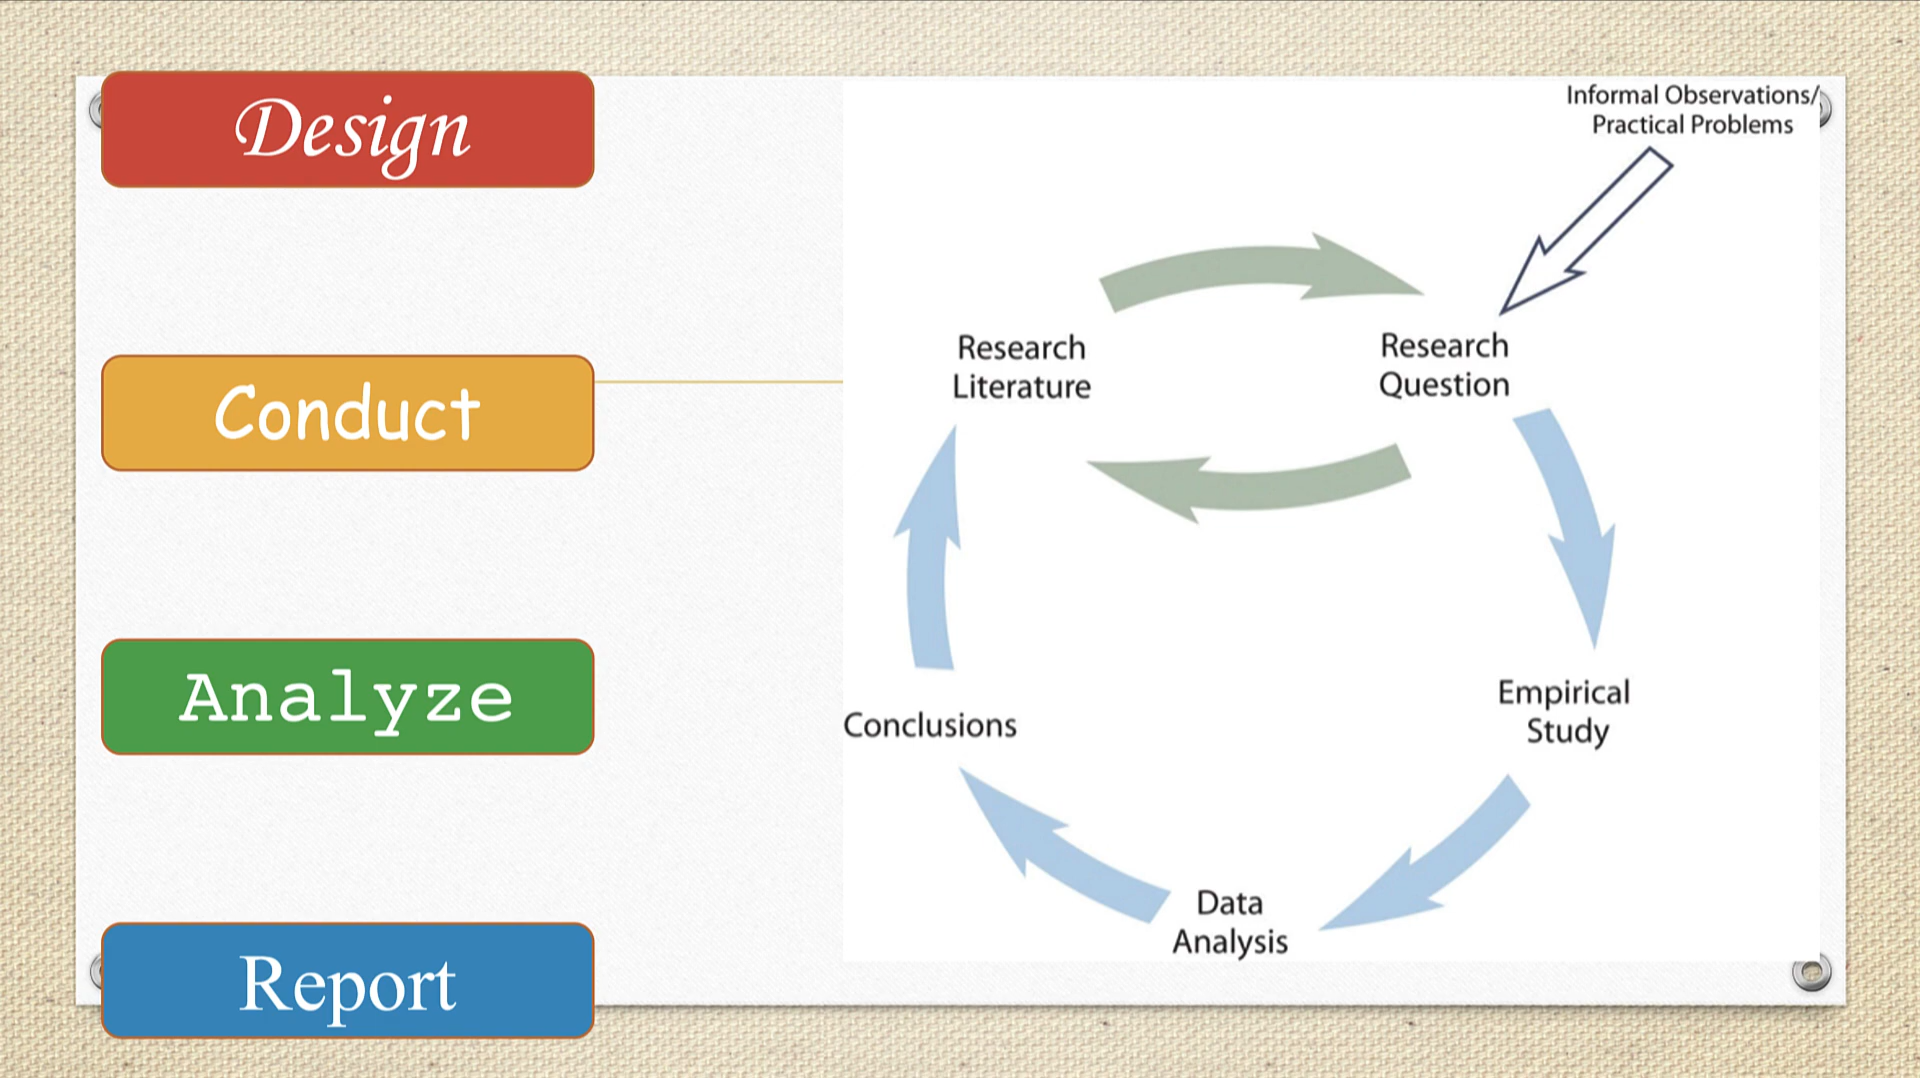 Design
Conduct
Analyze
Report
Informal Observations/
Practical Problems
Research
Literature
Research
Question
Empirical
Study
Data
Analysis
Conclusions